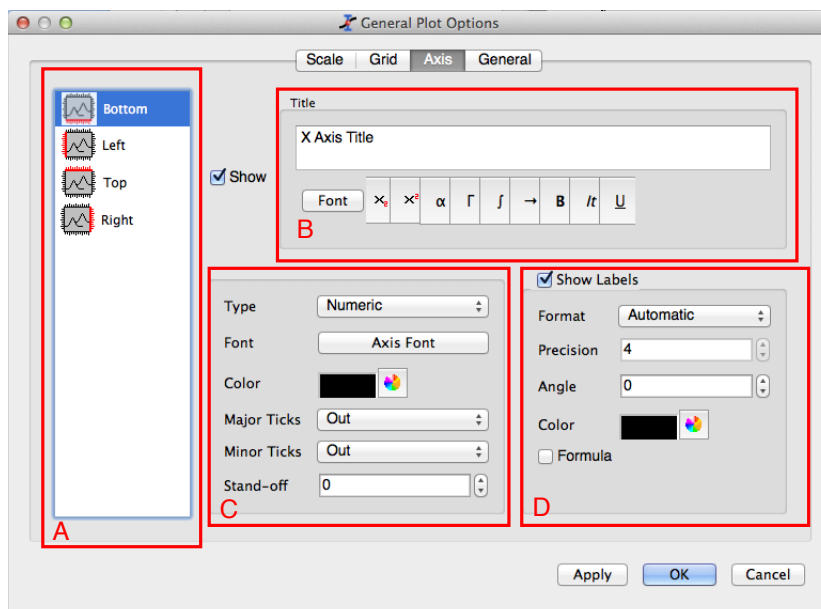 General Plot Options
Scale Grid Axis General
Bottom
Left
Top
Right
A
Show
Title
X Axis Title
Font x₂ x² α Γ ∫ → B It U
B
Type Numeric
Font Axis Font
Color
Major Ticks Out
Minor Ticks Out
Stand-off 0
C
Show Labels
Format Automatic
Precision 4
Angle 0
Color
Formula
D
Apply OK Cancel